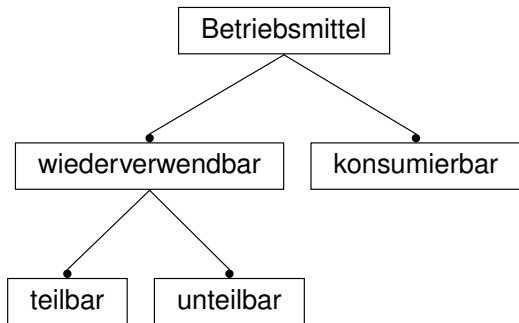 Betriebsmittel
wiederverwendbar
konsumierbar
teilbar
unteilbar